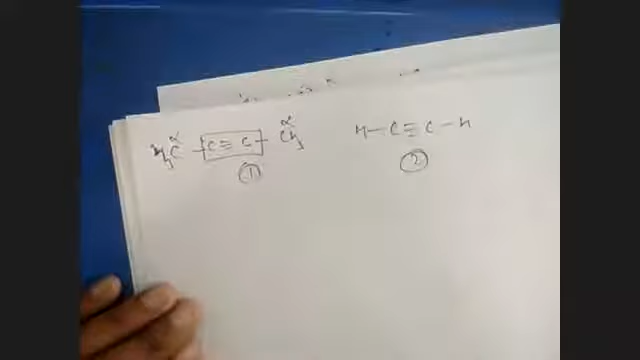 α α
H₃C — C ≡ C — CH₃ H — C ≡ C — H
① ②